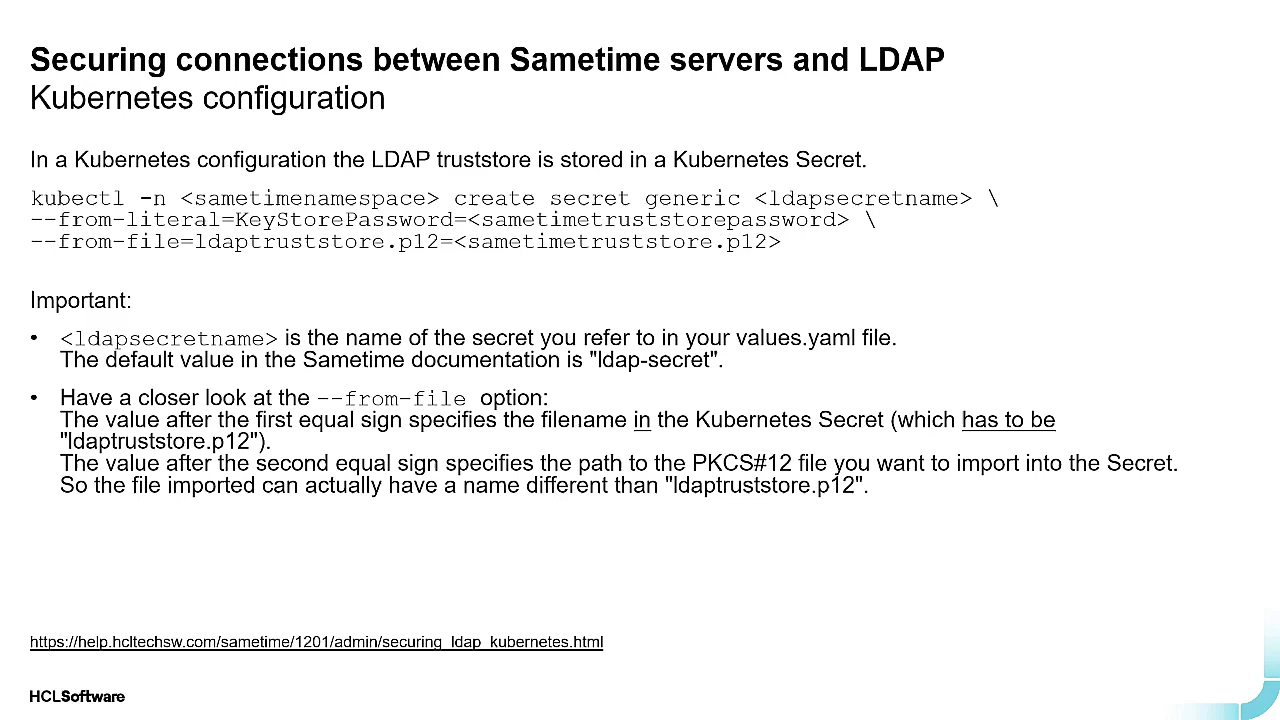 Securing connections between Sametime servers and LDAP
Kubernetes configuration
In a Kubernetes configuration the LDAP truststore is stored in a Kubernetes Secret.
kubectl -n <sametimenamespace> create secret generic <ldapsecretname> \
--from-literal=KeyStorePassword=<sametimetruststorepassword> \
--from-file=ldaptruststore.p12=<sametimetruststore.p12>
Important:
• <ldapsecretname> is the name of the secret you refer to in your values.yaml file.
The default value in the Sametime documentation is "ldap-secret".
• Have a closer look at the --from-file option:
The value after the first equal sign specifies the filename in the Kubernetes Secret (which has to be
"ldaptruststore.p12").
The value after the second equal sign specifies the path to the PKCS#12 file you want to import into the Secret.
So the file imported can actually have a name different than "ldaptruststore.p12".
https://help.hcltechsw.com/sametime/1201/admin/securing_ldap_kubernetes.html
HCLSoftware